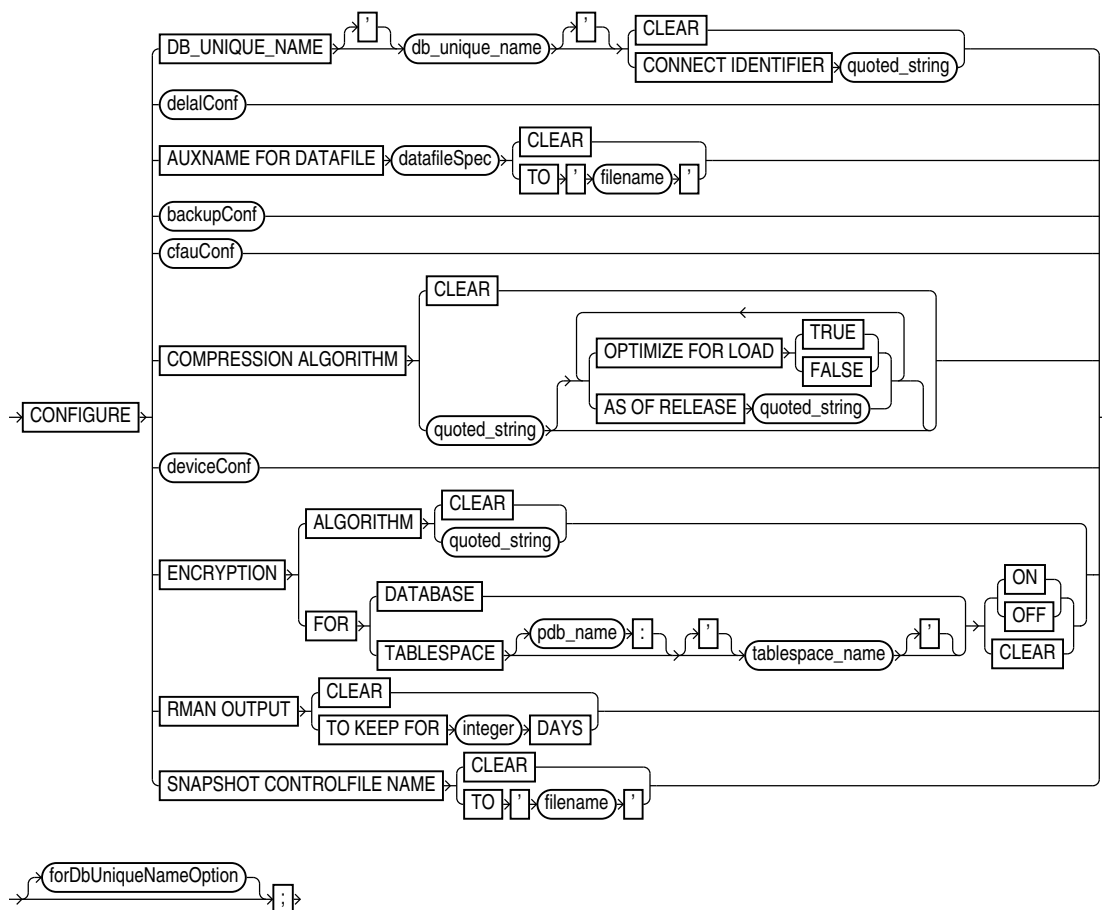 DB_UNIQUE_NAME ' db_unique_name ' CLEAR
CONNECT IDENTIFIER quoted_string
delalConf
AUXNAME FOR DATAFILE datafileSpec CLEAR
TO ' filename '
backupConf
cfauConf
COMPRESSION ALGORITHM CLEAR
quoted_string OPTIMIZE FOR LOAD TRUE
FALSE
AS OF RELEASE quoted_string
CONFIGURE
deviceConf
ENCRYPTION ALGORITHM CLEAR
quoted_string
FOR DATABASE ON
OFF
TABLESPACE pdb_name : ' tablespace_name ' CLEAR
RMAN OUTPUT CLEAR
TO KEEP FOR integer DAYS
SNAPSHOT CONTROLFILE NAME CLEAR
TO ' filename '
forDbUniqueNameOption ;